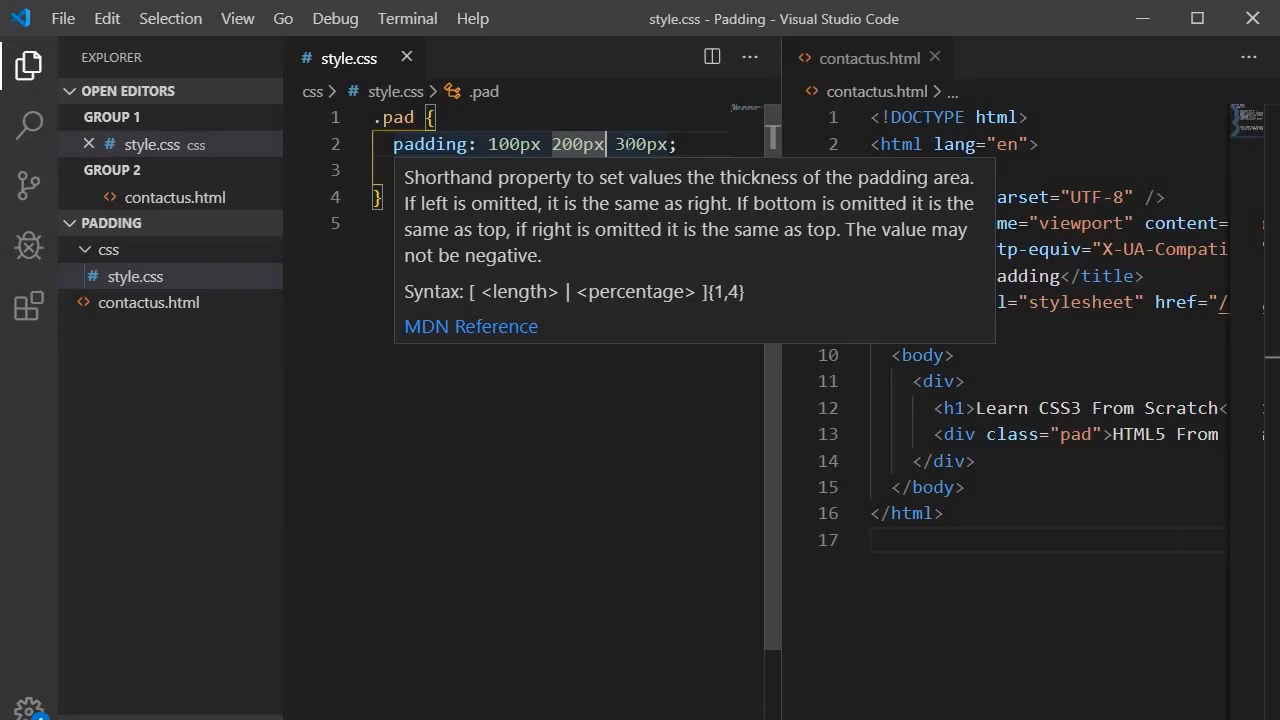 File Edit Selection View Go Debug Terminal Help style.css - Padding - Visual Studio Code
EXPLORER
OPEN EDITORS
GROUP 1
style.css css
GROUP 2
contactus.html
PADDING
css
style.css
contactus.html
# style.css
css > # style.css > .pad
1 .pad {
2 padding: 100px 200px 300px;
3
4 }
5
Shorthand property to set values the thickness of the padding area.
If left is omitted, it is the same as right. If bottom is omitted it is the
same as top, if right is omitted it is the same as top. The value may
not be negative.
Syntax: [ <length> | <percentage> ]{1,4}
MDN Reference
<> contactus.html
<> contactus.html > ...
1 <!DOCTYPE html>
2 <html lang="en">
arset="UTF-8" />
me="viewport" content=
tp-equiv="X-UA-Compati
adding</title>
l="stylesheet" href="/
10 <body>
11 <div>
12 <h1>Learn CSS3 From Scratch<
13 <div class="pad">HTML5 From
14 </div>
15 </body>
16 </html>
17